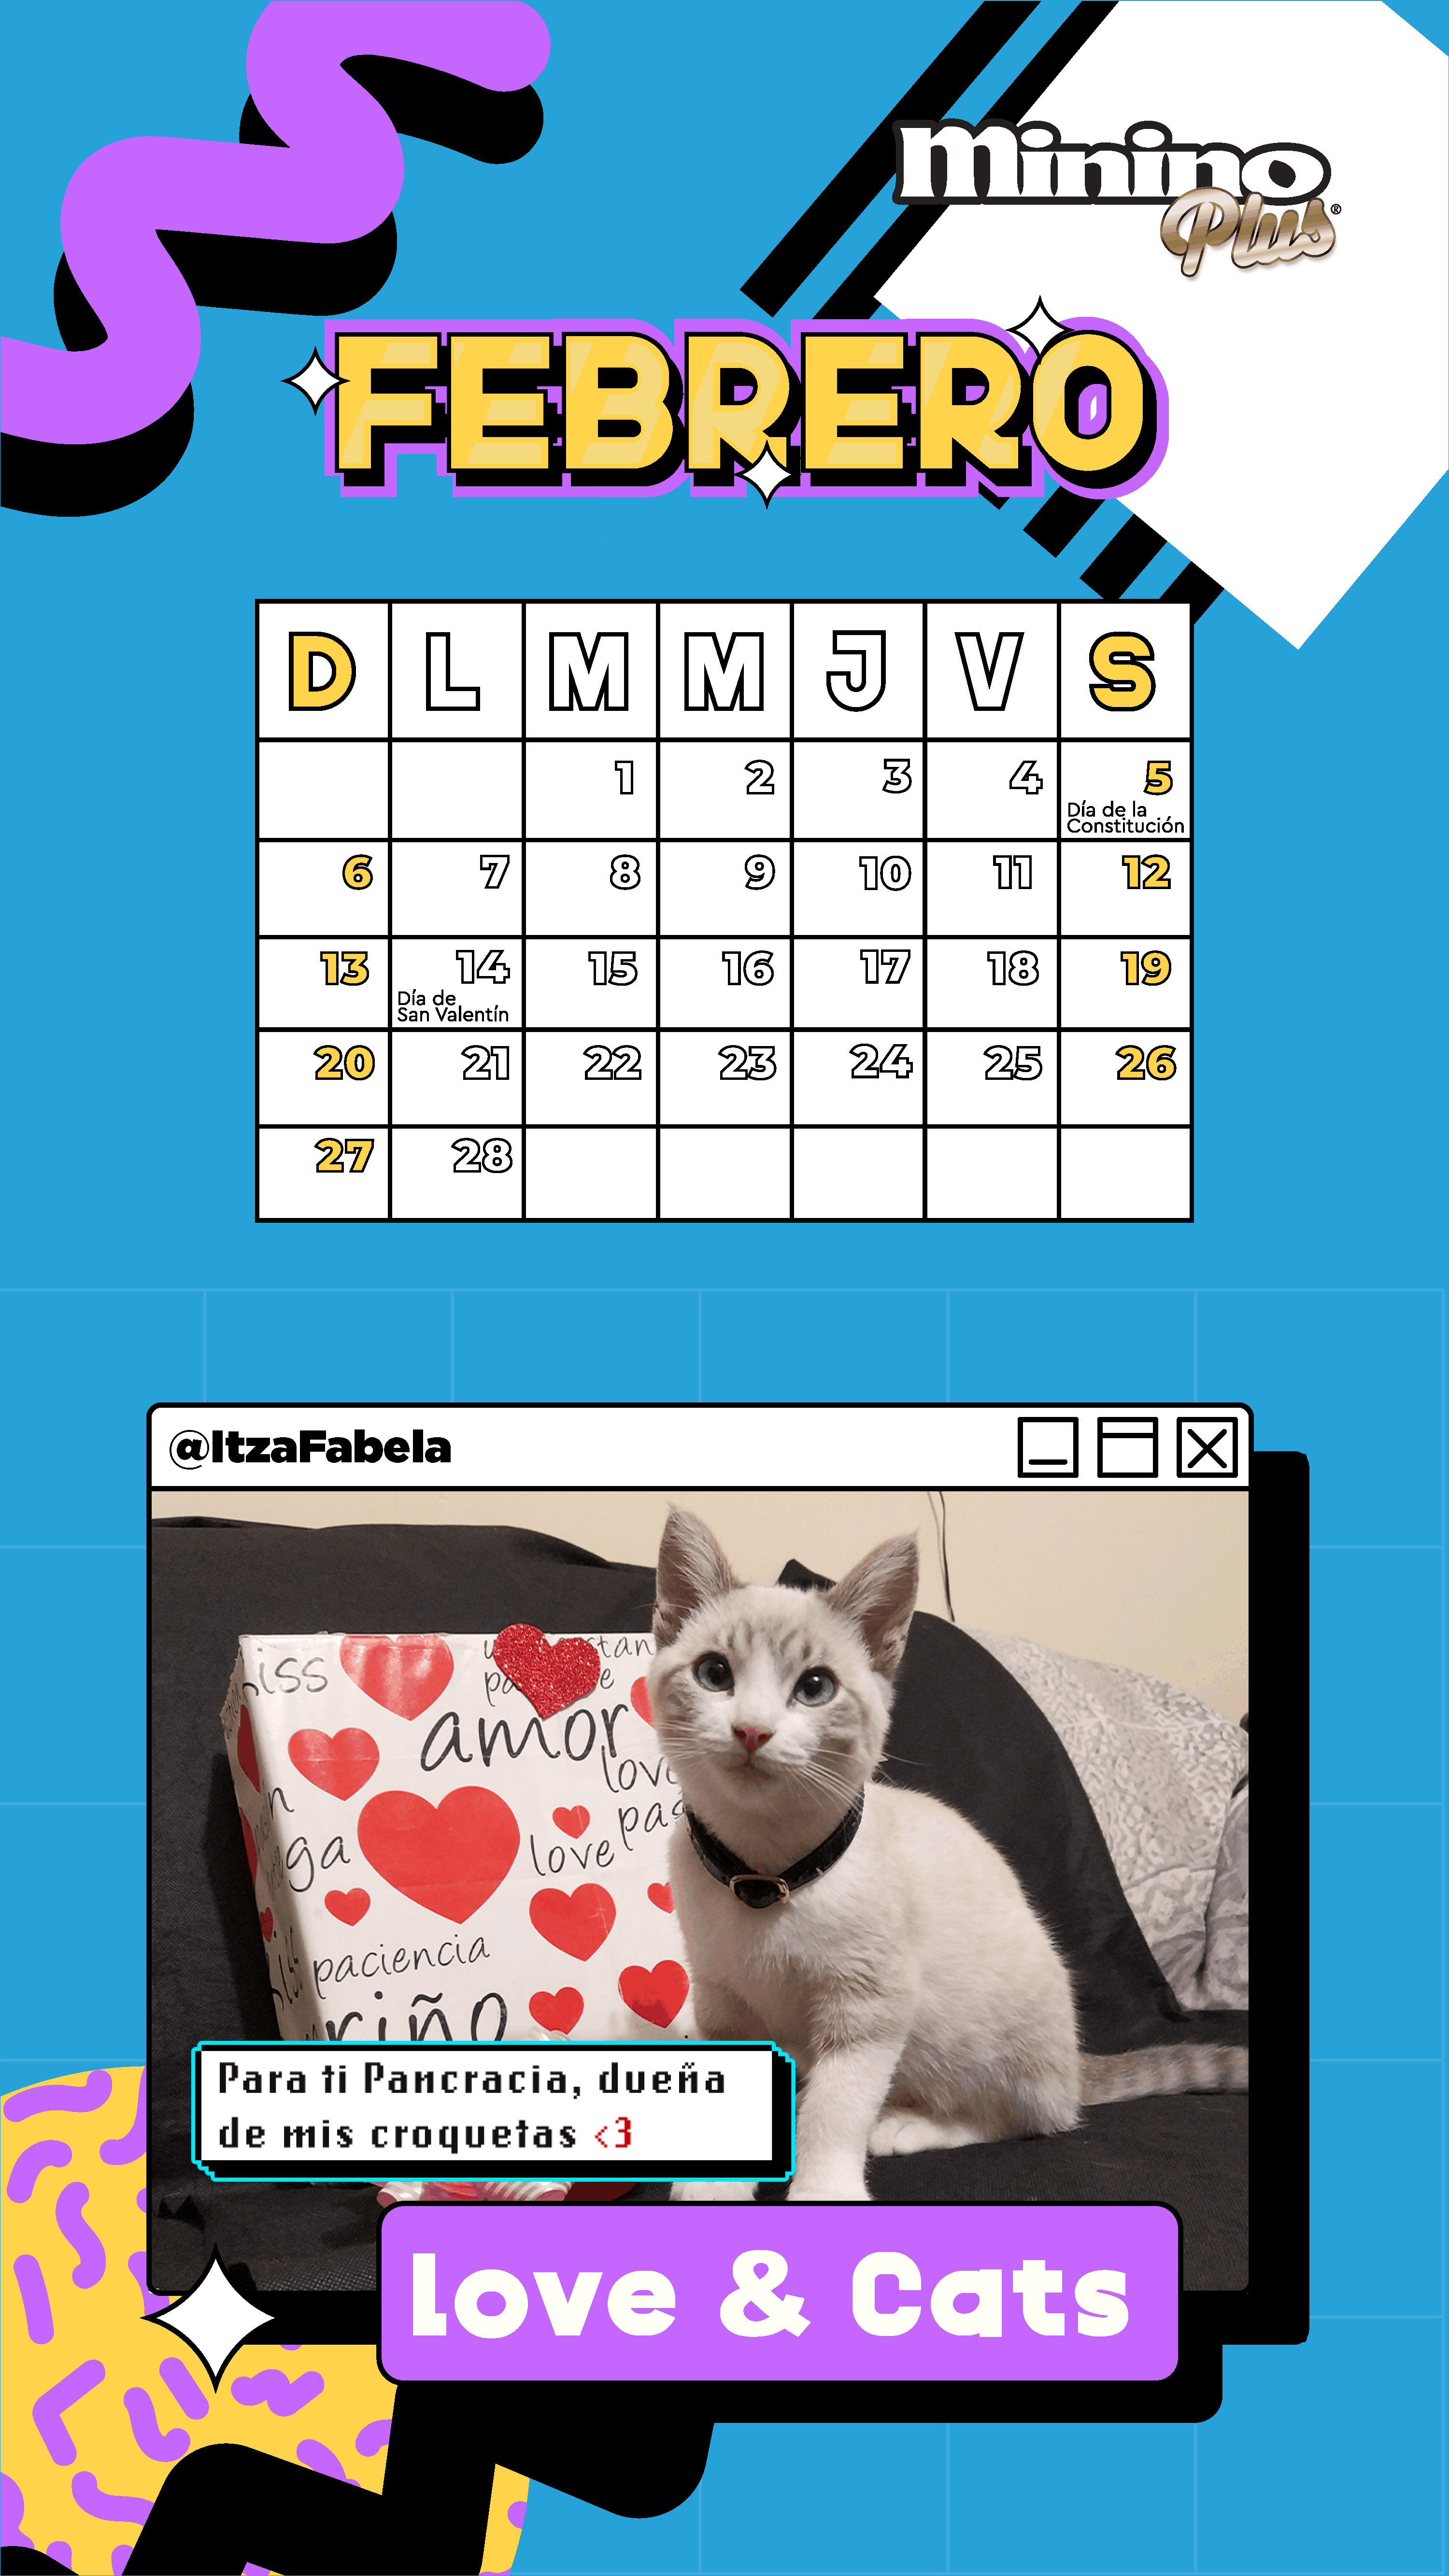 minino
Plus®
FEBRERO
D L M M J V S
1 2 3 4 5
Día de la
Constitución
6 7 8 9 10 11 12
13 14 15 16 17 18 19
Día de
San Valentín
20 21 22 23 24 25 26
27 28
@ItzaFabela
amor
love
love
paciencia
Para ti Pancracia, dueña
de mis croquetas <3
love & Cats